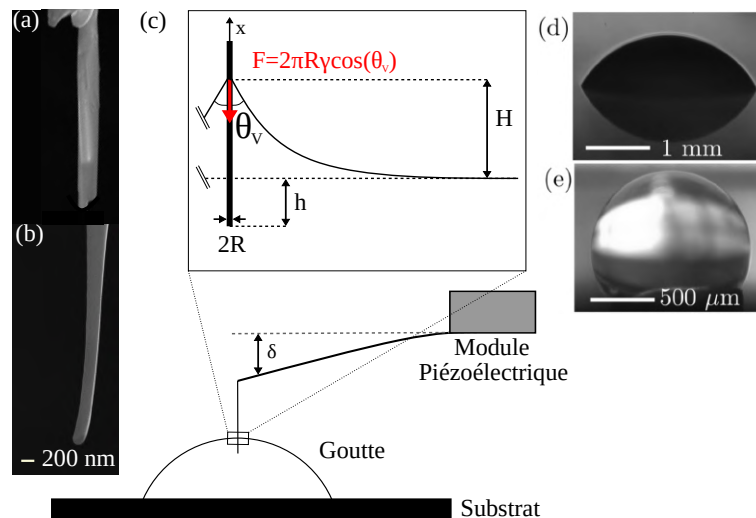 (a)
(b)
200 nm
(c)
x
F=2πRγcos(θv)
θv
H
h
2R
δ
Module
Piézoélectrique
Goutte
Substrat
(d)
1 mm
(e)
500 μm